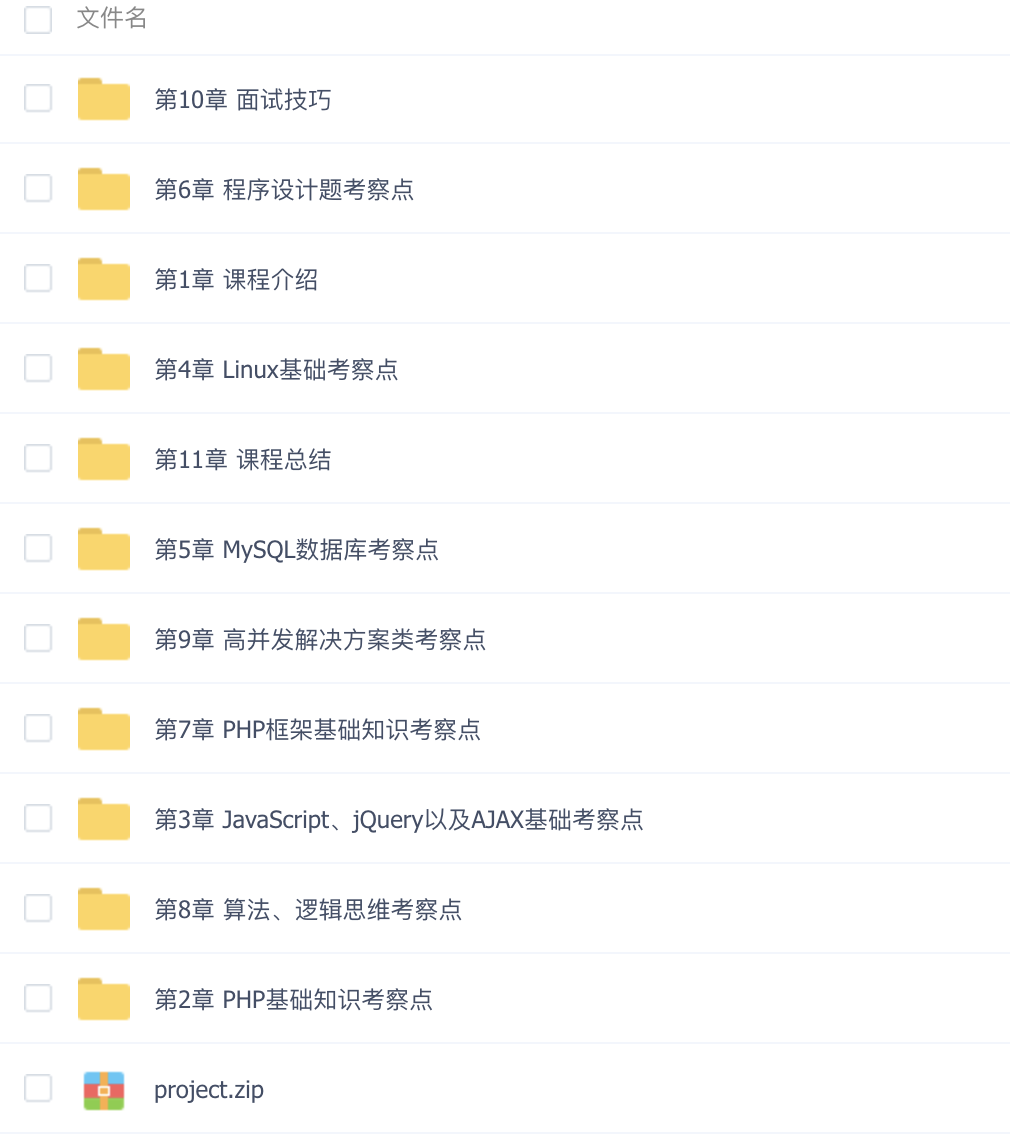 文件名
第10章 面试技巧
第6章 程序设计题考察点
第1章 课程介绍
第4章 Linux基础考察点
第11章 课程总结
第5章 MySQL数据库考察点
第9章 高并发解决方案类考察点
第7章 PHP框架基础知识考察点
第3章 JavaScript、jQuery以及AJAX基础考察点
第8章 算法、逻辑思维考察点
第2章 PHP基础知识考察点
project.zip